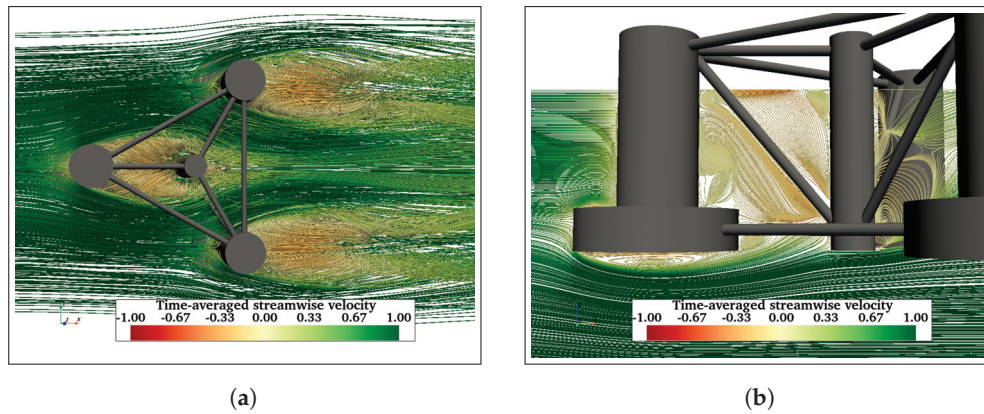 Time-averaged streamwise velocity
-1.00 -0.67 -0.33 0.00 0.33 0.67 1.00
Time-averaged streamwise velocity
-1.00 -0.67 -0.33 0.00 0.33 0.67 1.00
(a)
(b)